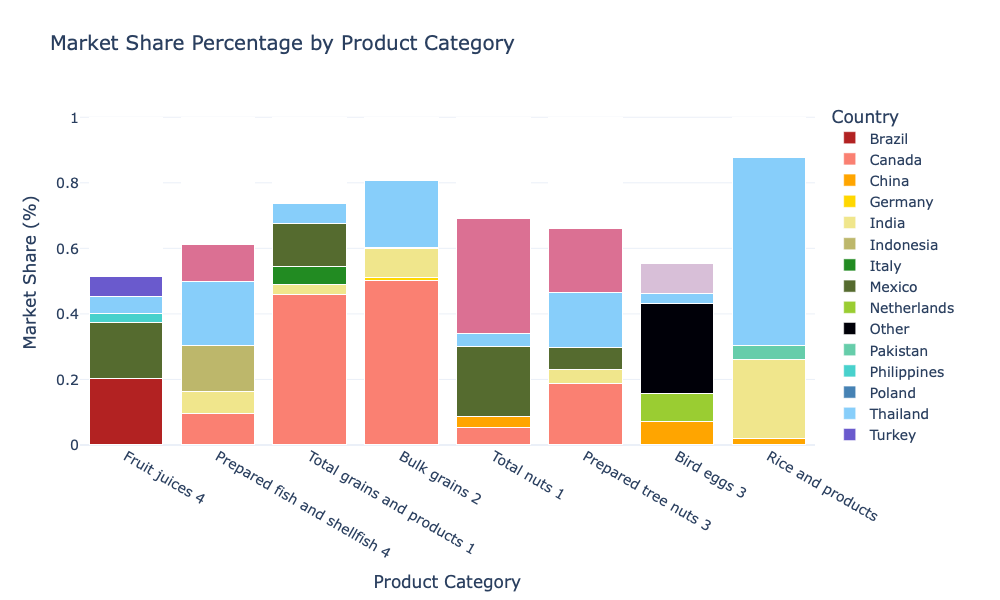 Market Share Percentage by Product Category
Country
Brazil
Canada
China
Germany
India
Indonesia
Italy
Mexico
Netherlands
Other
Pakistan
Philippines
Poland
Thailand
Turkey
Market Share (%)
1
0.8
0.6
0.4
0.2
0
Fruit juices 4
Prepared fish and shellfish 4
Total grains and products 1
Bulk grains 2
Total nuts 1
Prepared tree nuts 3
Bird eggs 3
Rice and products
Product Category